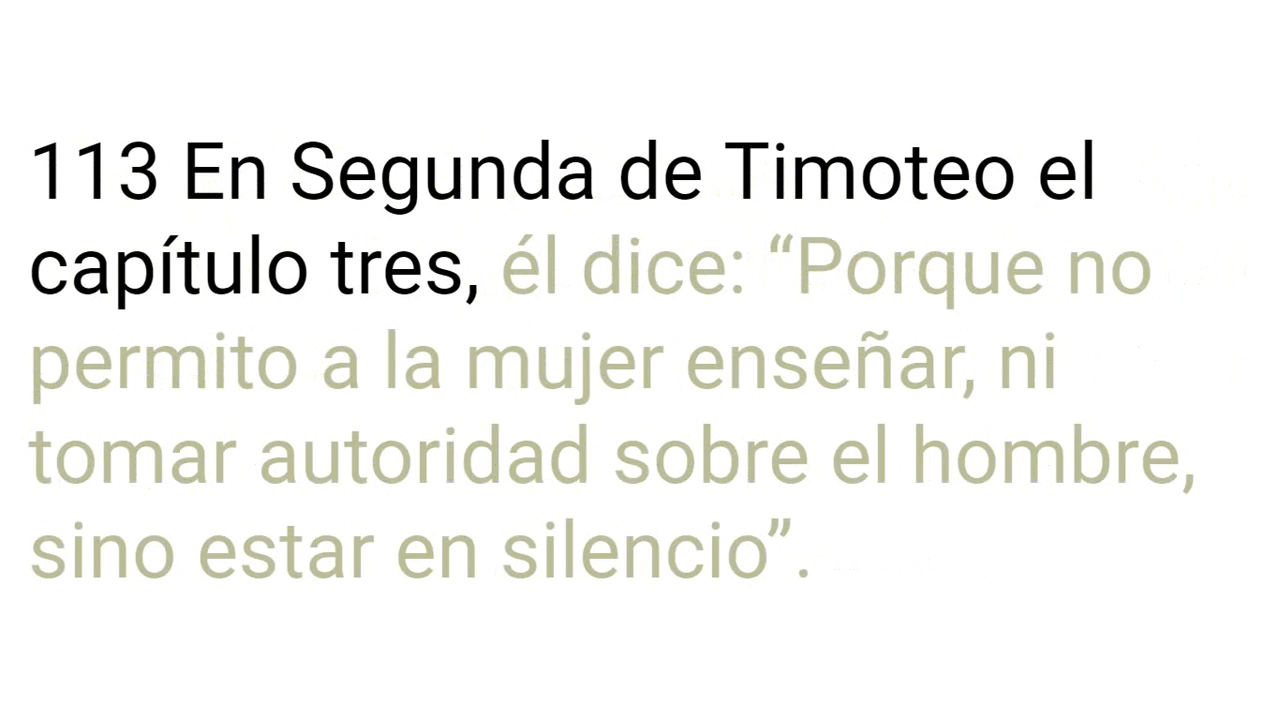 113 En Segunda de Timoteo el
capítulo tres, él dice: “Porque no
permito a la mujer enseñar, ni
tomar autoridad sobre el hombre,
sino estar en silencio”.